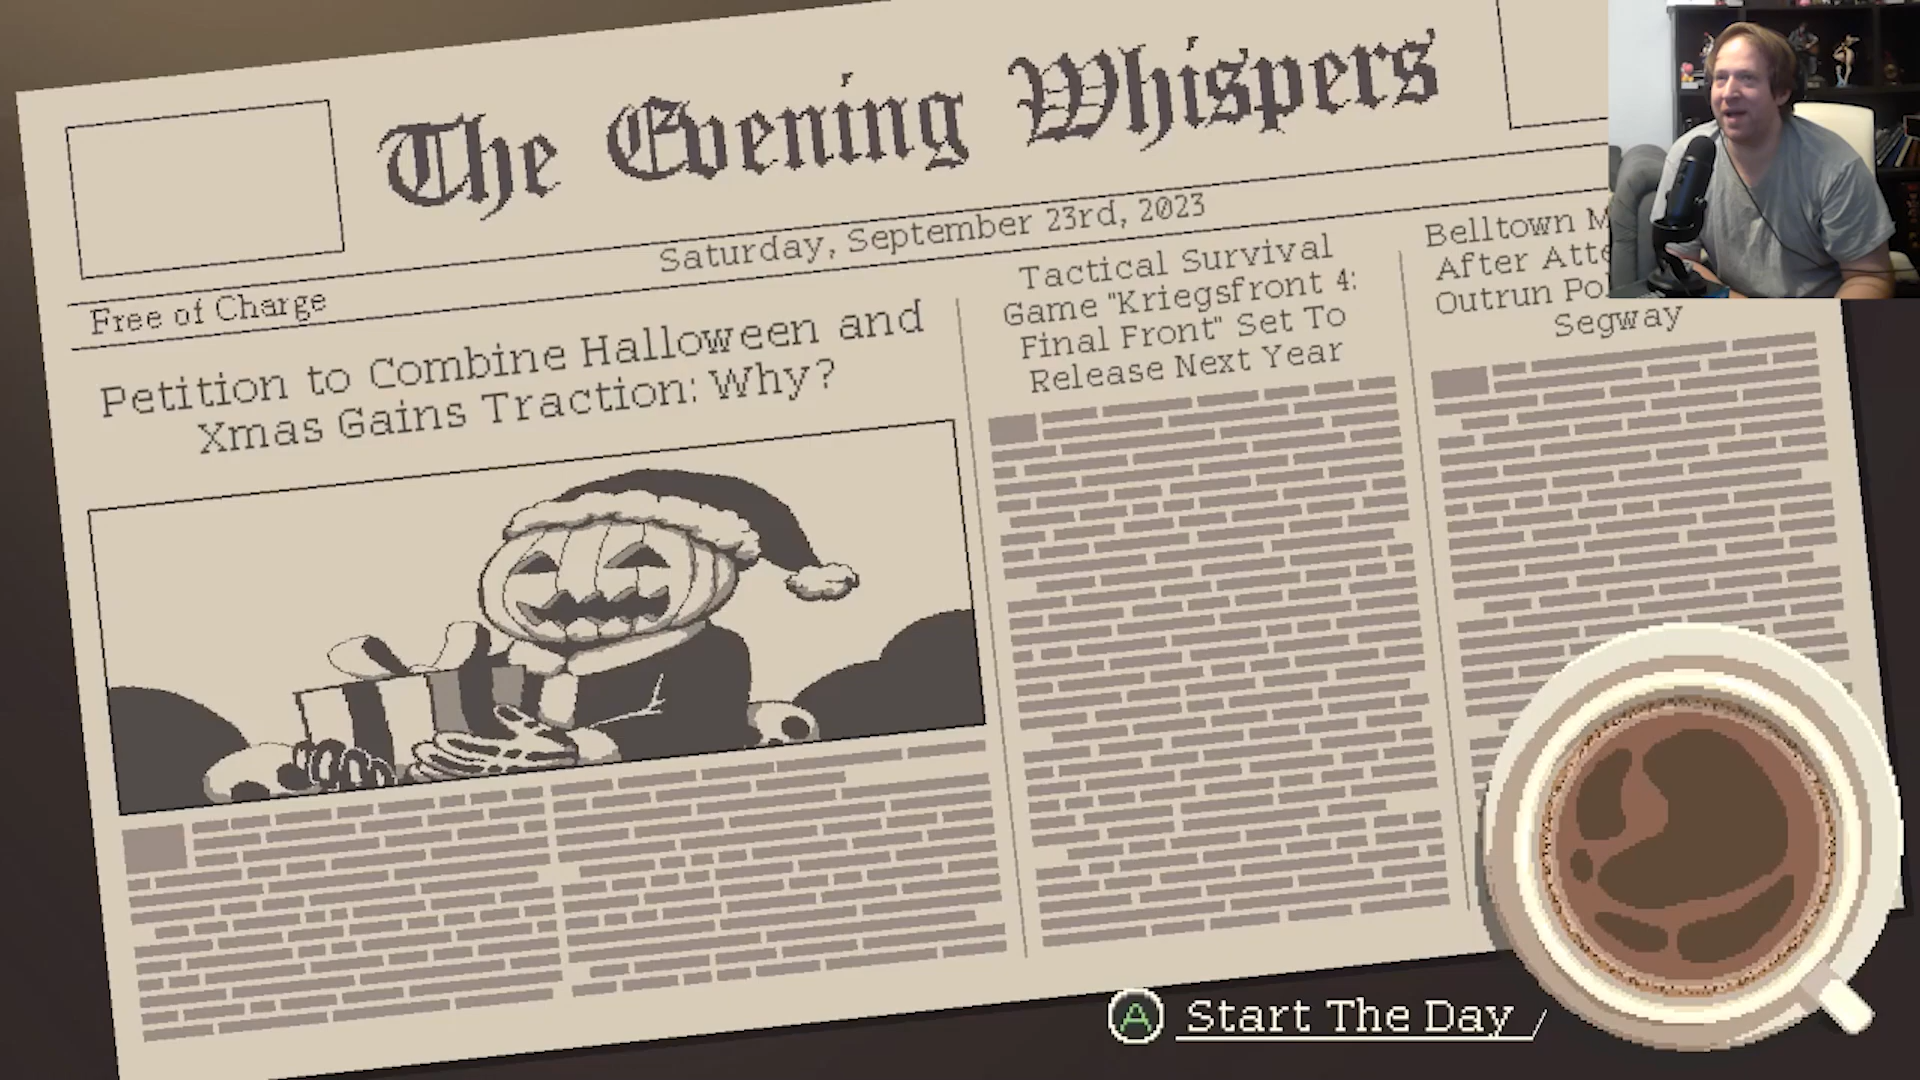 The Evening Whispers
Saturday, September 23rd, 2023
Free of Charge
Petition to Combine Halloween and
Xmas Gains Traction: Why?
Tactical Survival
Game "Kriegsfront 4:
Final Front" Set To
Release Next Year
Belltown
After
Outrun
Segway
A Start The Day